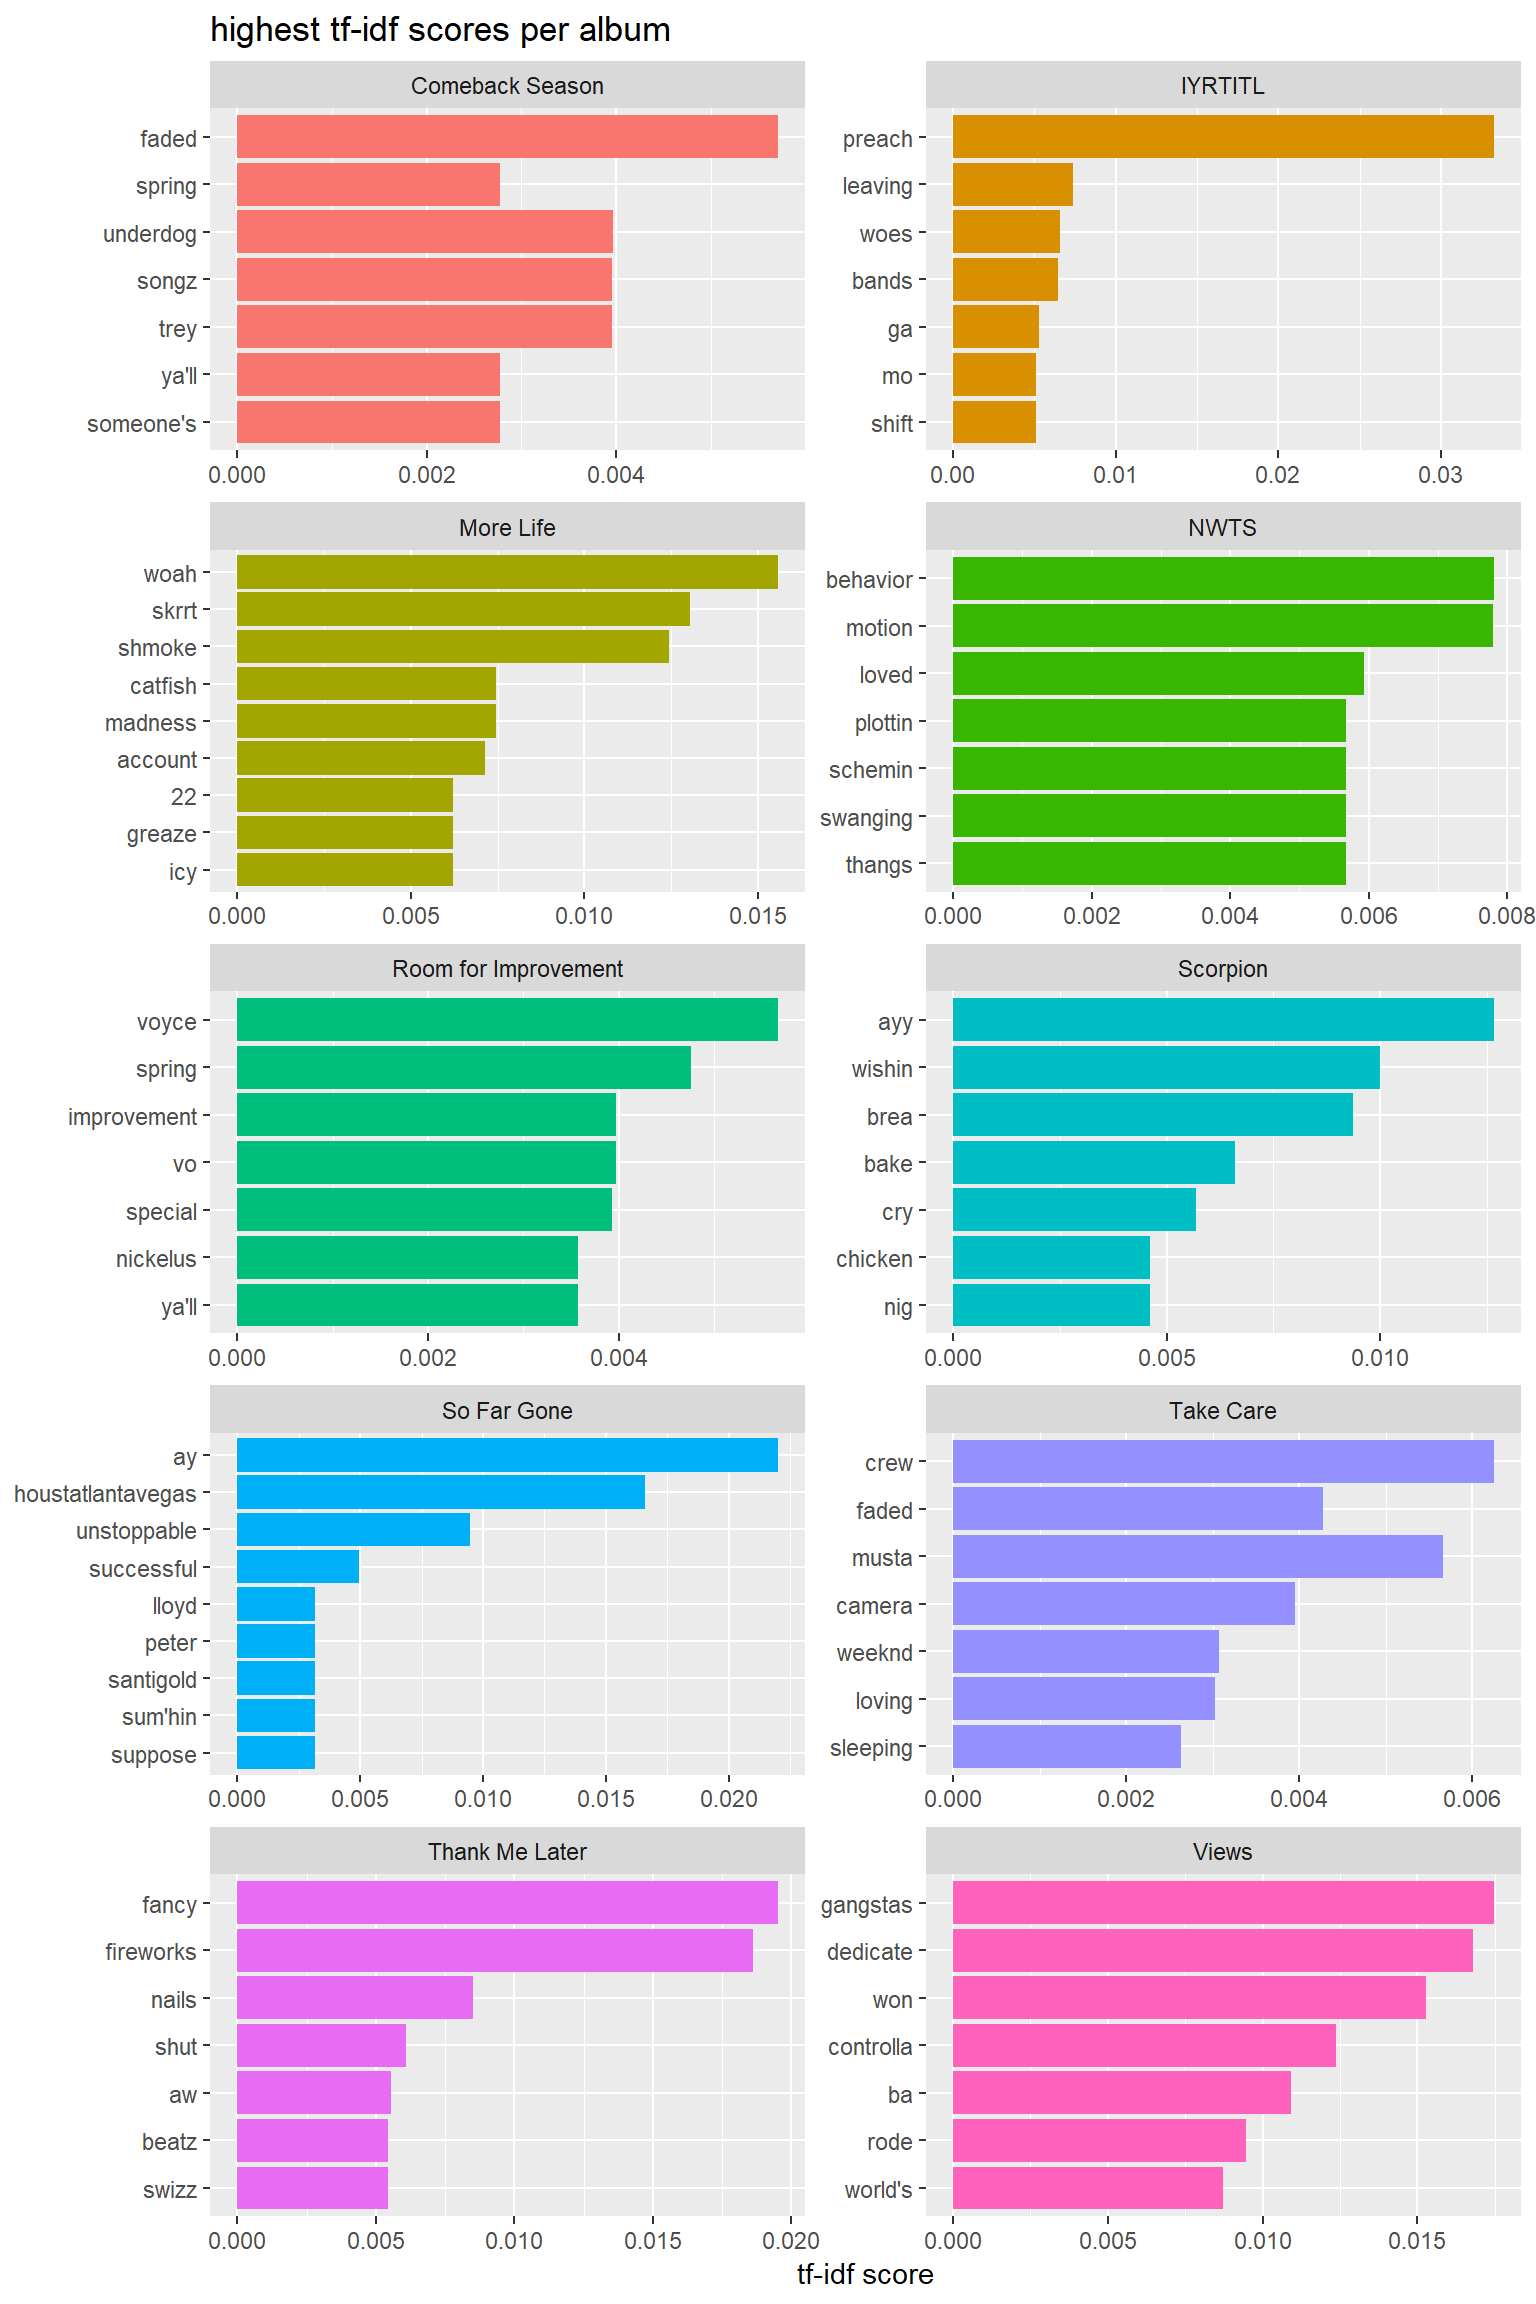 highest tf-idf scores per album
Comeback Season
faded
spring
underdog
songz
trey
ya'll
someone's
0.000 0.002 0.004
IYRTITL
preach
leaving
woes
bands
ga
mo
shift
0.00 0.01 0.02 0.03
More Life
woah
skrrt
shmoke
catfish
madness
account
22
greaze
icy
0.000 0.005 0.010 0.015
NWTS
behavior
motion
loved
plottin
schemin
swanging
thangs
0.000 0.002 0.004 0.006 0.008
Room for Improvement
voyce
spring
improvement
vo
special
nickelus
ya'll
0.000 0.002 0.004
Scorpion
ayy
wishin
brea
bake
cry
chicken
nig
0.000 0.005 0.010
So Far Gone
ay
houstatlantavegas
unstoppable
successful
lloyd
peter
santigold
sum'hin
suppose
0.000 0.005 0.010 0.015 0.020
Take Care
crew
faded
musta
camera
weeknd
loving
sleeping
0.000 0.002 0.004 0.006
Thank Me Later
fancy
fireworks
nails
shut
aw
beatz
swizz
0.000 0.005 0.010 0.015 0.020
Views
gangstas
dedicate
won
controlla
ba
rode
world's
0.000 0.005 0.010 0.015
tf-idf score